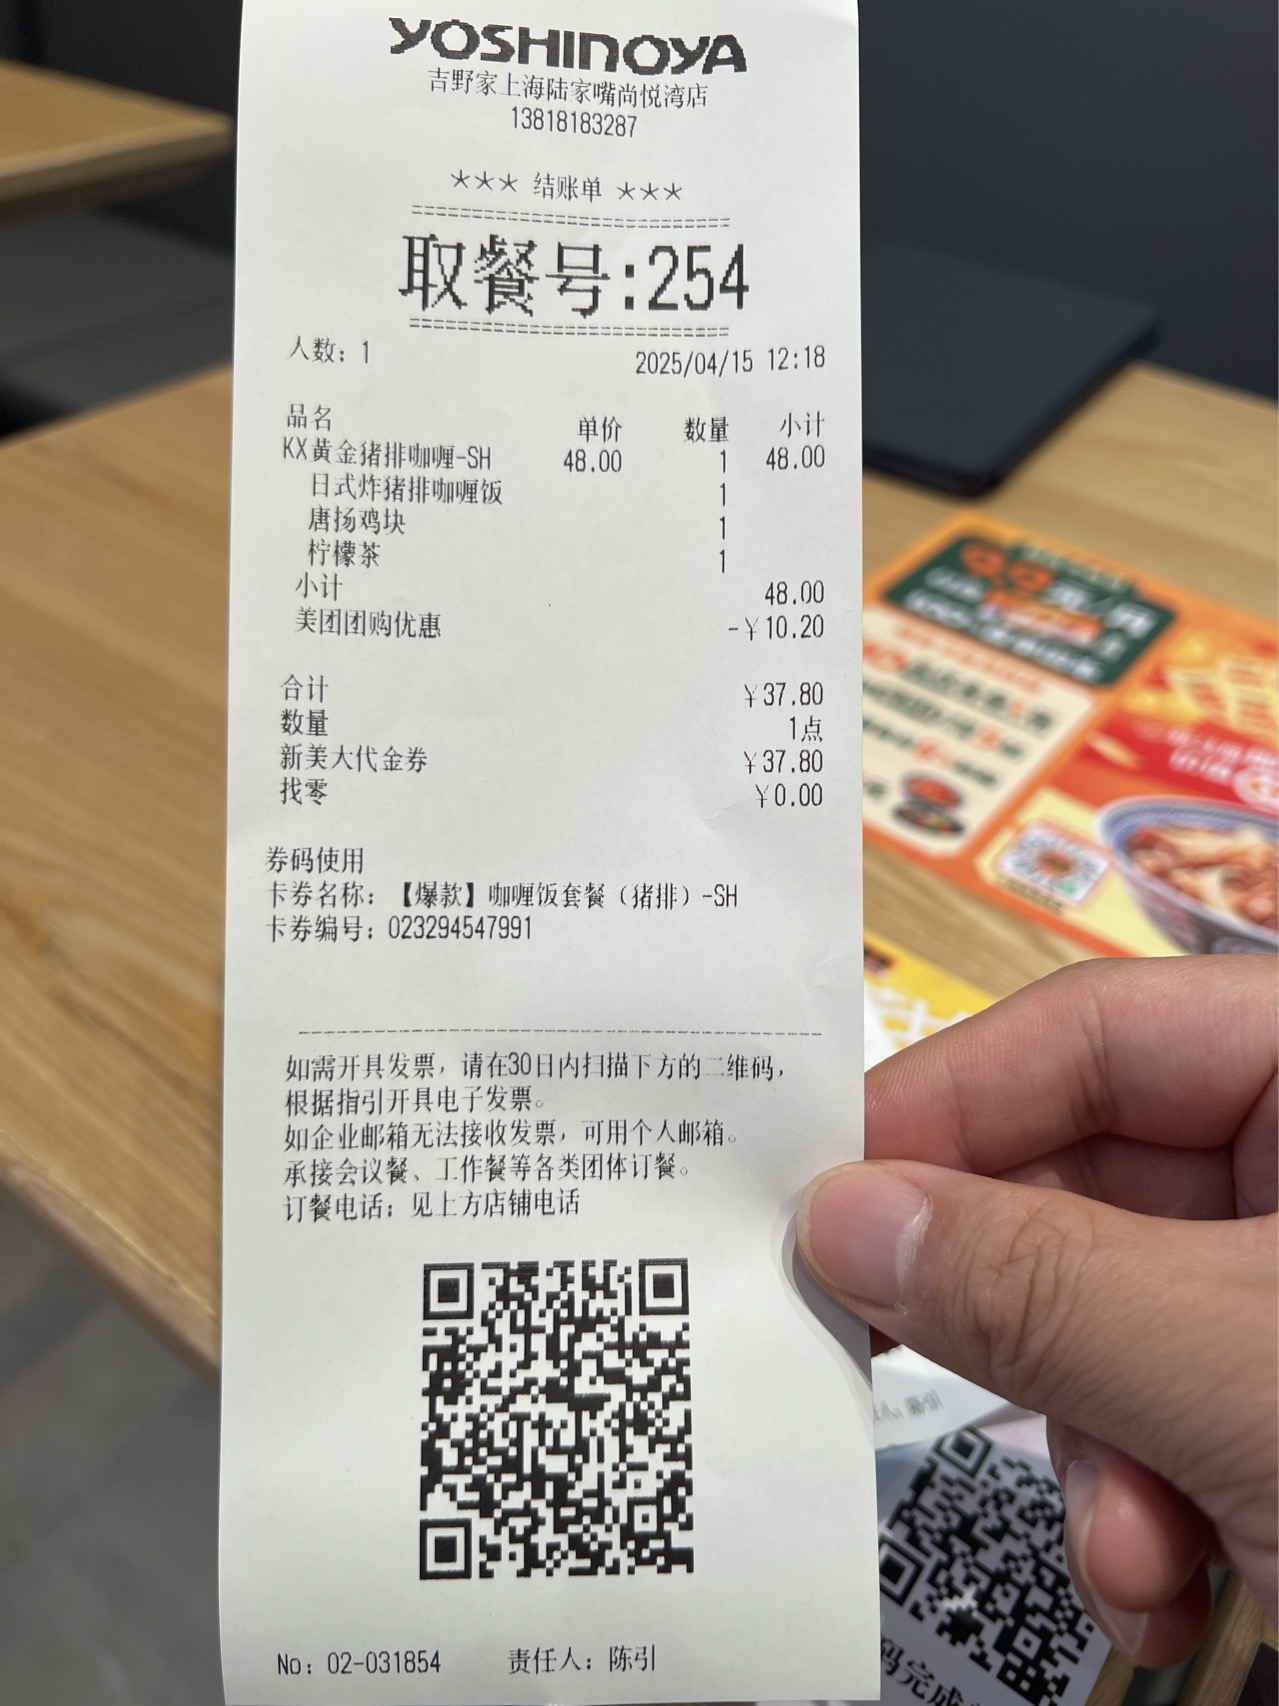 YOSHINOYA
吉野家上海陆家嘴尚悦湾店
13818183287
*** 结账单 ***
==========================
取餐号:254
==========================
人数: 1 2025/04/15 12:18
品名 单价 数量 小计
KX黄金猪排咖喱-SH 48.00 1 48.00
日式炸猪排咖喱饭 1
唐扬鸡块 1
柠檬茶 1
小计 48.00
美团团购优惠 -¥10.20
合计 ¥37.80
数量 1点
新美大代金券 ¥37.80
找零 ¥0.00
券码使用
卡券名称: 【爆款】咖喱饭套餐（猪排）-SH
卡券编号: 023294547991
如需开具发票，请在30日内扫描下方的二维码，
根据指引开具电子发票。
如企业邮箱无法接收发票，可用个人邮箱。
承接会议餐、工作餐等各类团体订餐。
订餐电话: 见上方店铺电话
No: 02-031854 责任人: 陈引
码完成